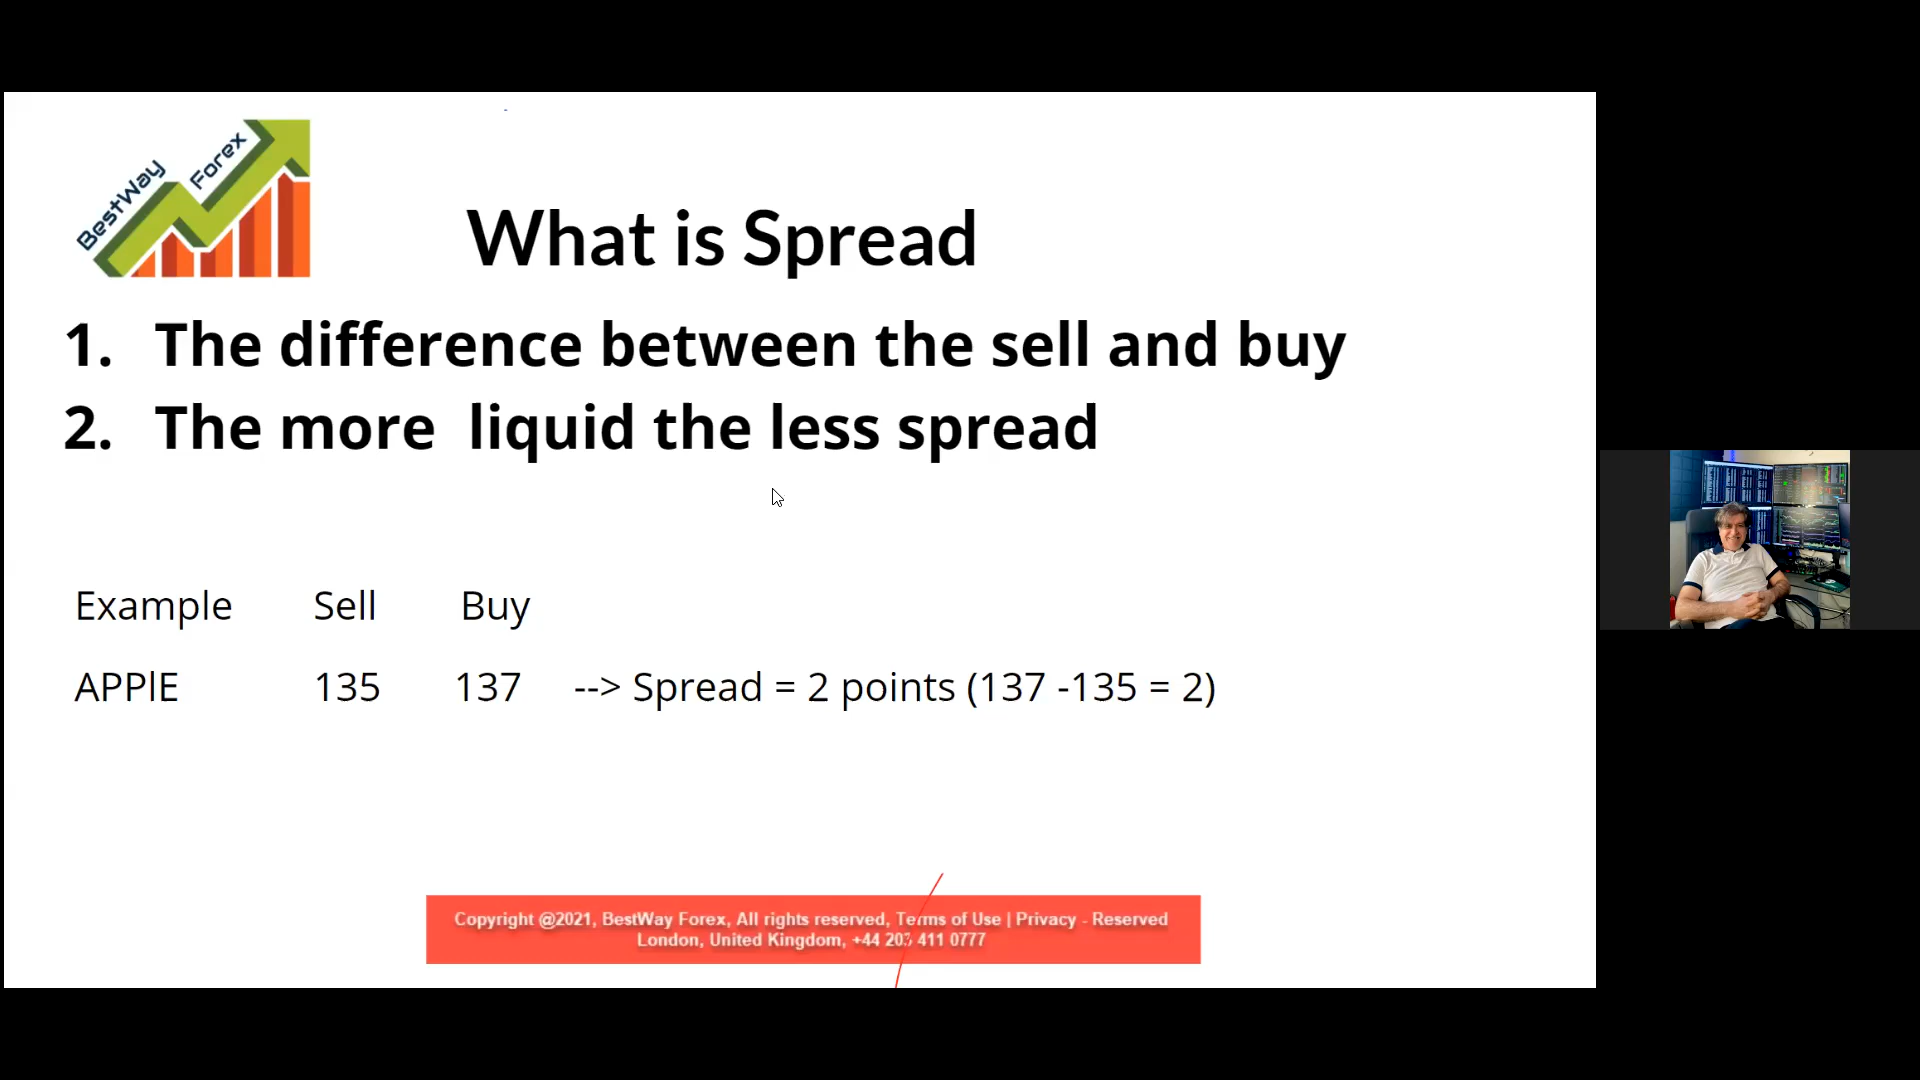 BestWay Forex
What is Spread
1. The difference between the sell and buy
2. The more liquid the less spread
Example Sell Buy
APPlE 135 137 --> Spread = 2 points (137 -135 = 2)
Copyright @2021, BestWay Forex, All rights reserved, Terms of Use | Privacy - Reserved
London, United Kingdom, +44 203 411 0777